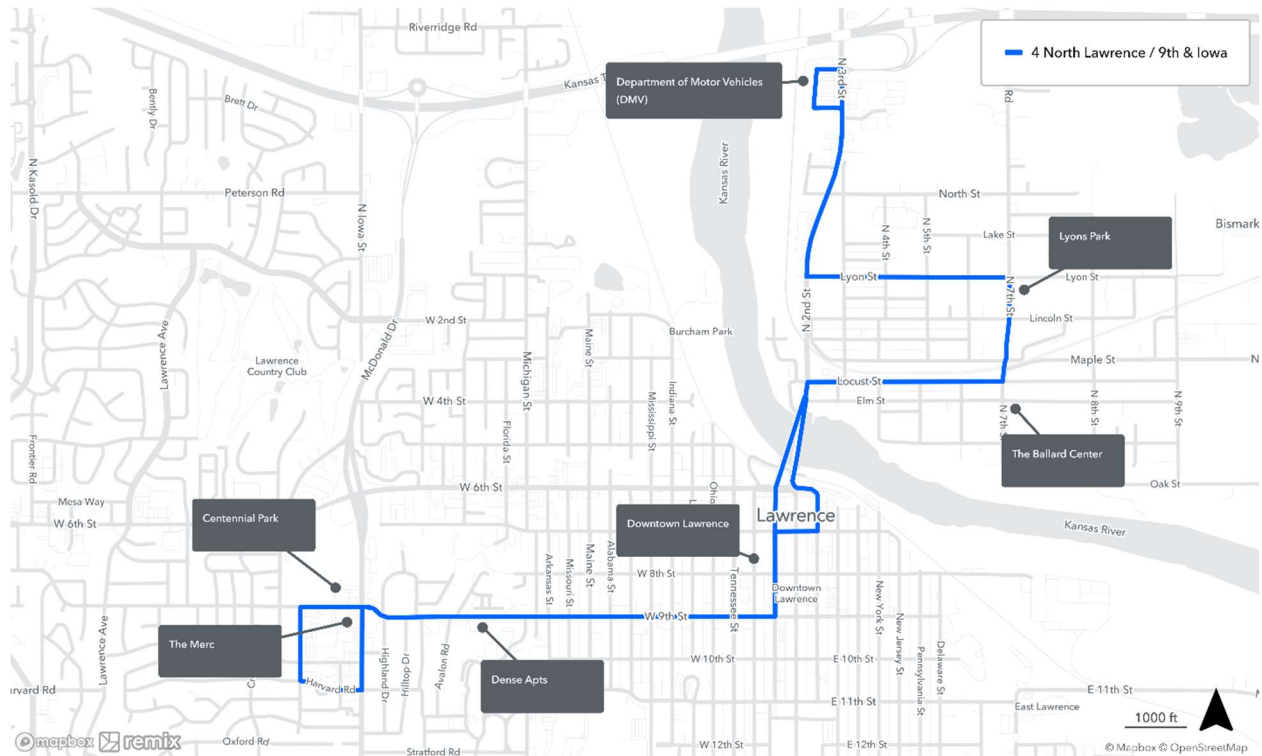 Riverridge Rd
4 North Lawrence / 9th & Iowa
Department of Motor Vehicles
(DMV)
Kansas T
N 3rd St
Rd
Bently Dr
Brett Dr
Kansas River
N Kasold Dr
Peterson Rd
N Iowa St
North St
N 4th St
N 5th St
Lake St
Lyons Park
Bismark
Lyon St
Lyon St
N 7th St
N 2nd St
Lincoln St
W 2nd St
Burcham Park
Maine St
McDonald Dr
Lawrence Ave
Lawrence
Country Club
Michigan St
Maple St
N
Locust St
Elm St
W 4th St
Indiana St
Mississippi St
N 7th St
N 8th St
N 9th St
Florida St
Frontier Rd
The Ballard Center
Oak St
W 6th St
Ohio
Mesa Way
W 6th St
Centennial Park
Downtown Lawrence
Lawrence
Kansas River
Arkansas St
Missouri St
Maine St
Alabama St
W 8th St
Tennessee St
Downtown
Lawrence
New York St
New Jersey St
Pennsylvania St
Delaware St
W 9th St
Lawrence Ave
The Merc
Highland Dr
Hilltop Dr
Avalon Rd
Dense Apts
W 10th St
E 10th St
Harvard Rd
arvard Rd
E 11th St
E 11th St
East Lawrence
1000 ft
Oxford Rd
Stratford Rd
W 12th St
E 12th St
mapbox remix
© Mapbox © OpenStreetMap